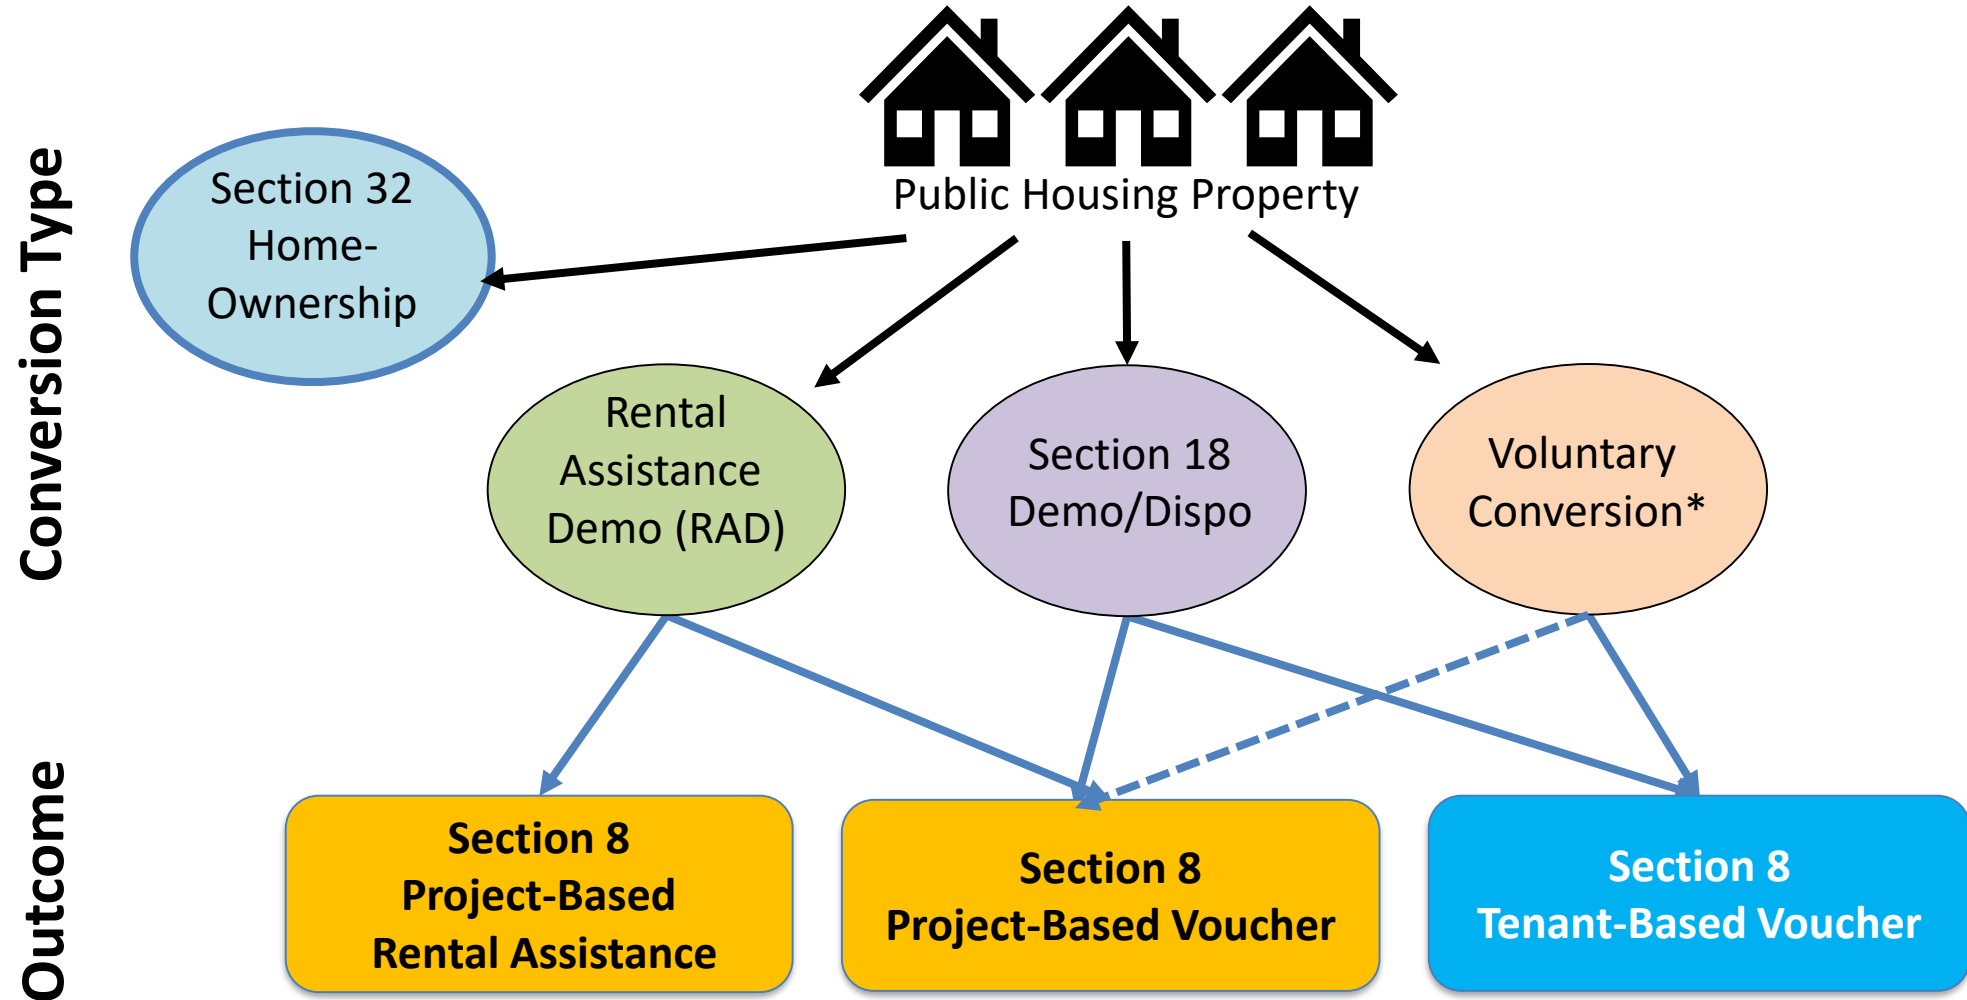 Conversion Type
Public Housing Property
Section 32
Home-
Ownership
Rental
Assistance
Demo (RAD)
Section 18
Demo/Dispo
Voluntary
Conversion*
Outcome
Section 8
Project-Based
Rental Assistance
Section 8
Project-Based Voucher
Section 8
Tenant-Based Voucher